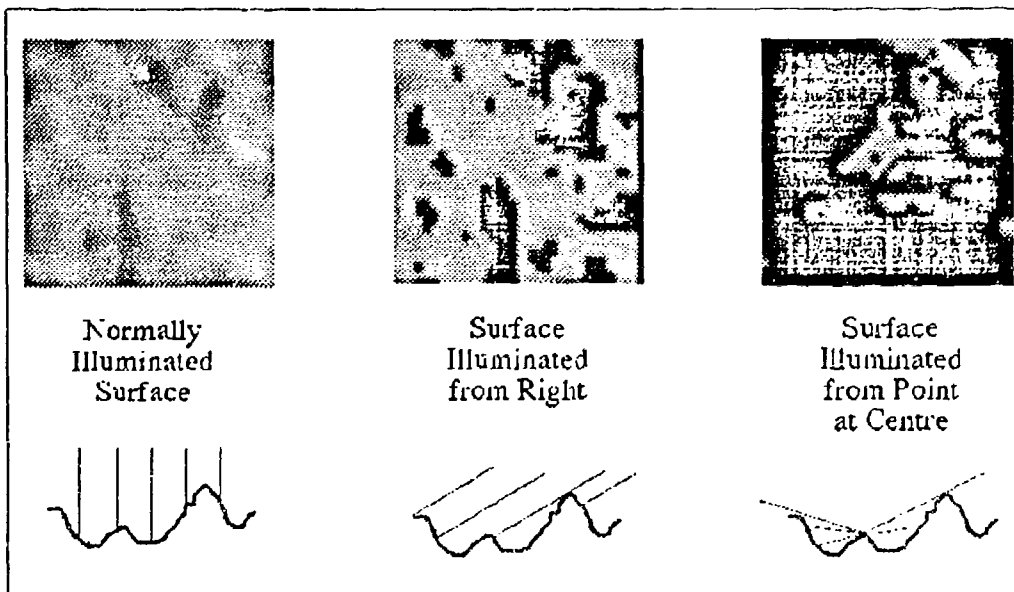 Normally
Illuminated
Surface
Surface
Illuminated
from Right
Surface
Illuminated
from Point
at Centre